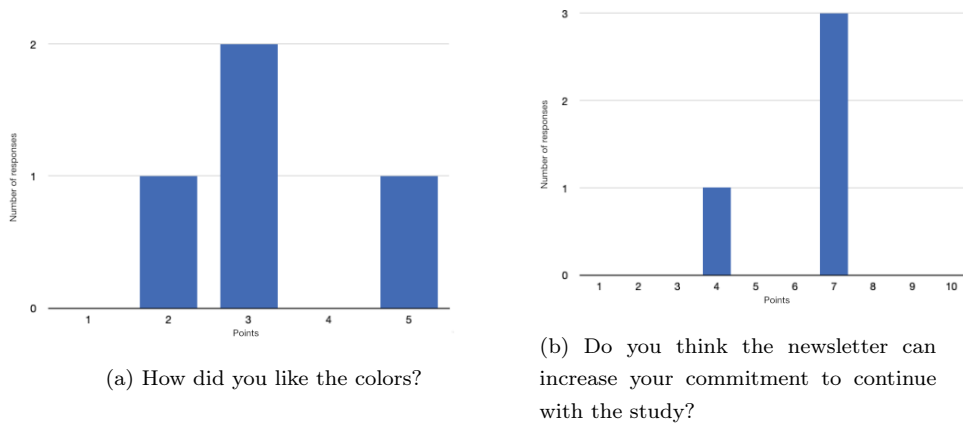 2
1
0
Number of responses
1 2 3 4 5
Points
(a) How did you like the colors?
3
2
1
0
Number of responses
1 2 3 4 5 6 7 8 9 10
Points
(b) Do you think the newsletter can
increase your commitment to continue
with the study?